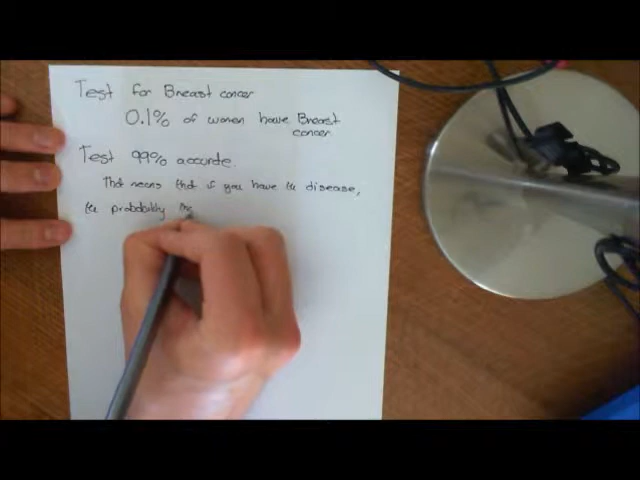 Test for Breast cancer
0.1% of women have Breast
cancer
Test 99% accurate.
That means that if you have the disease,
the probability the